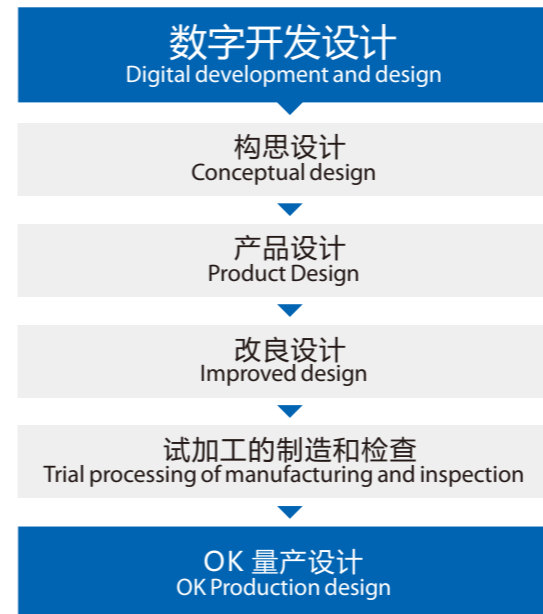 数字开发设计
Digital development and design
构思设计
Conceptual design
产品设计
Product Design
改良设计
Improved design
试加工的制造和检查
Trial processing of manufacturing and inspection
OK 量产设计
OK Production design